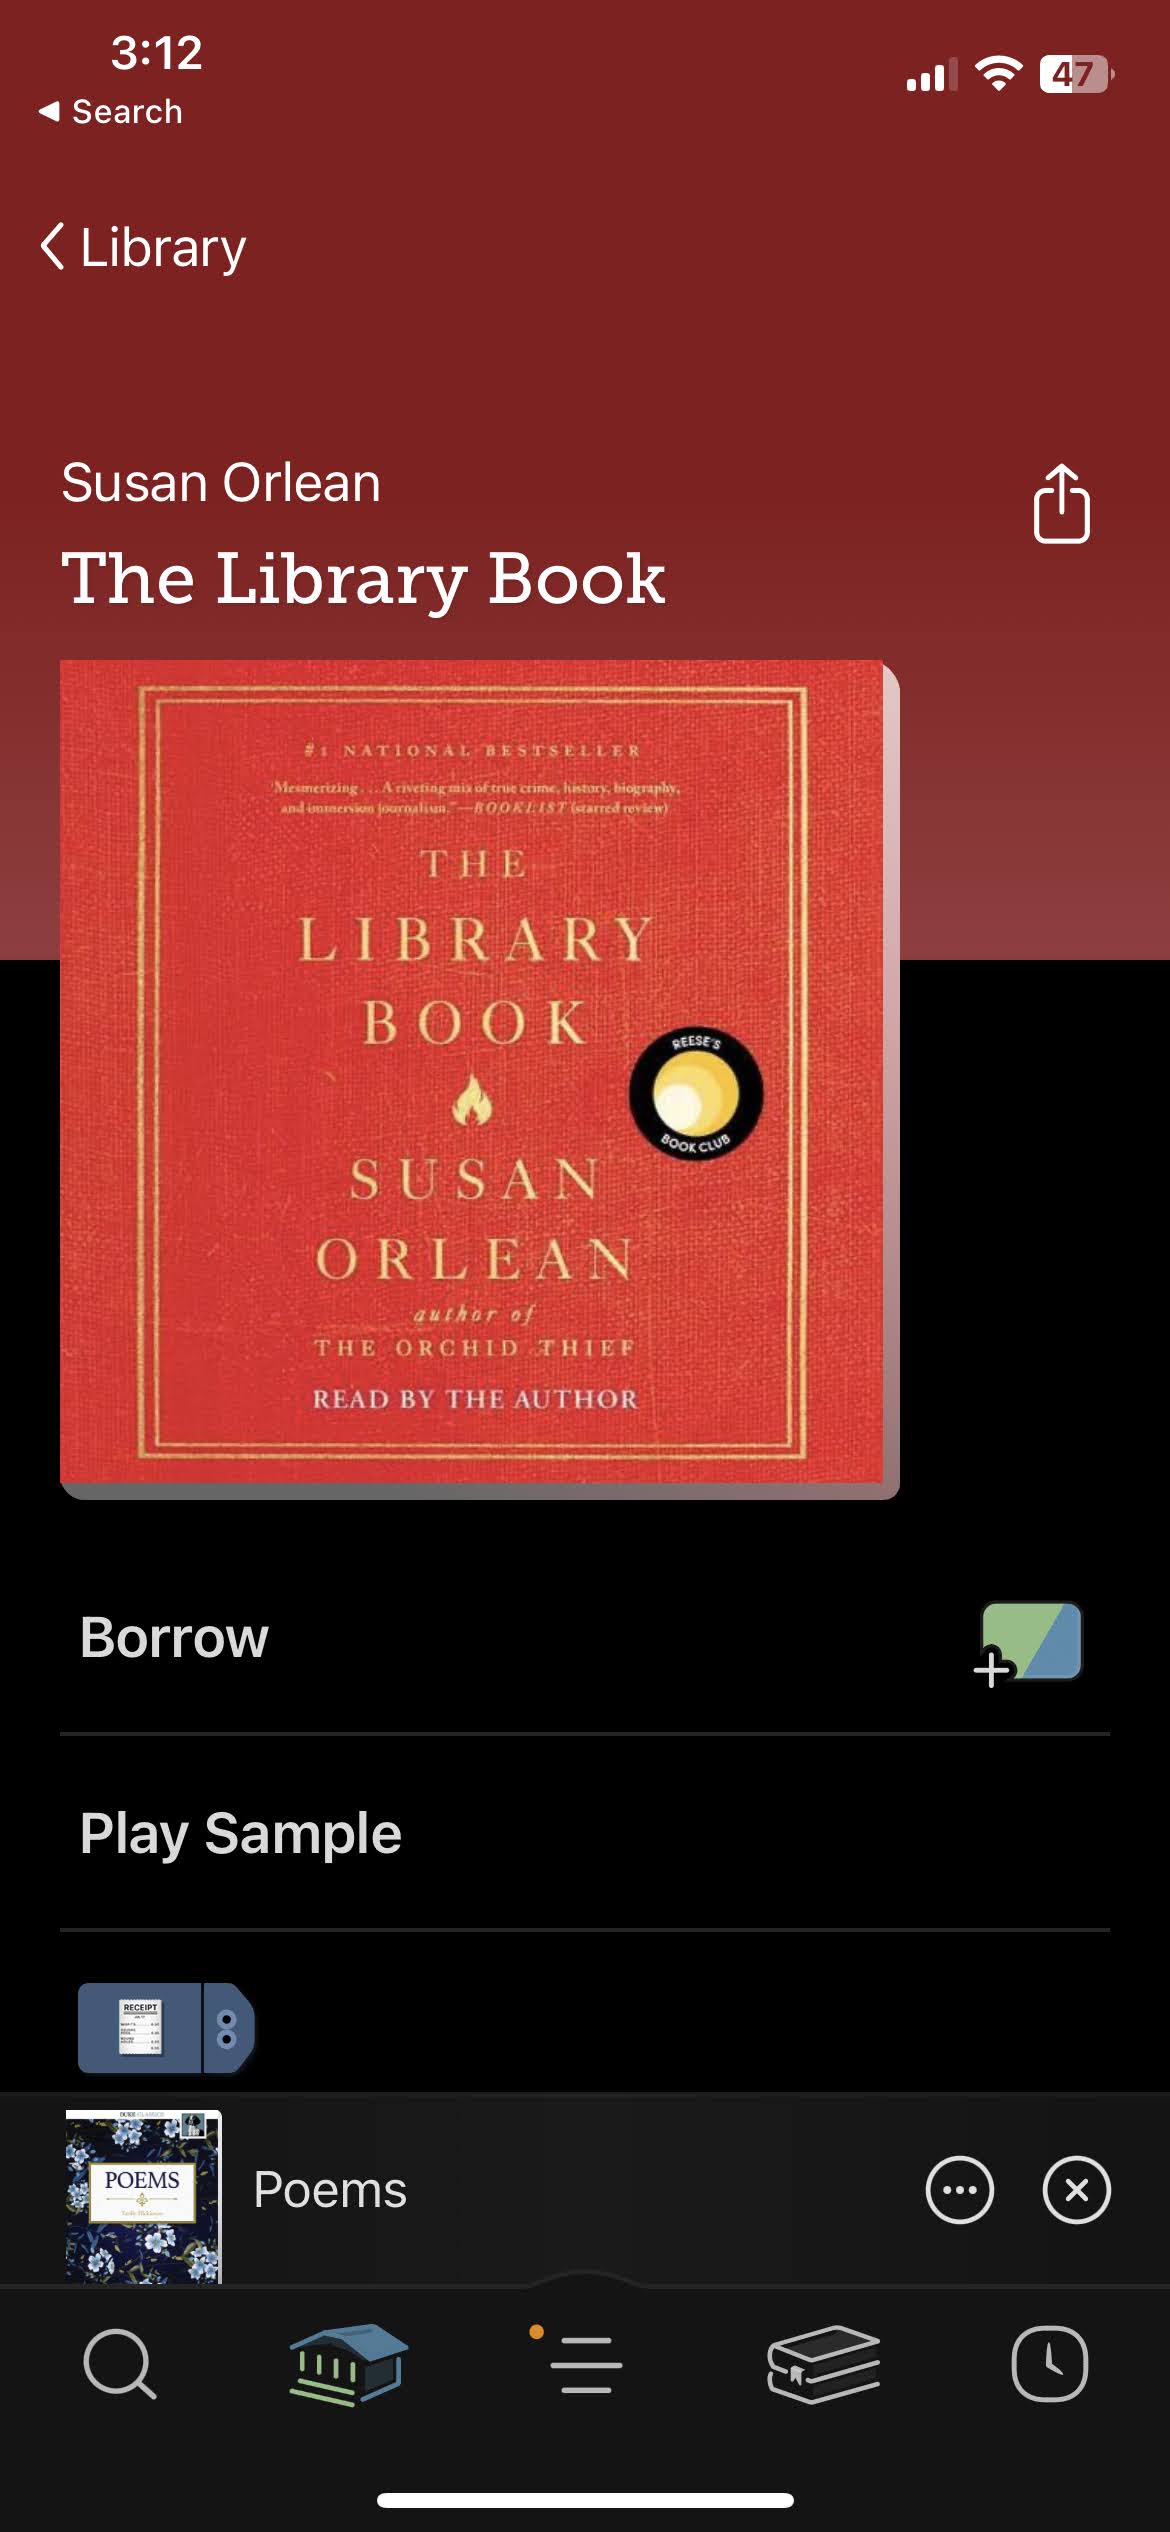 3:12
47
Search
Library
Susan Orlean
The Library Book
#1 NATIONAL BESTSELLER
"Mesmerizing . . . A riveting mix of true crime, history, biography,
and immersion journalism." —BOOKLIST (starred review)
THE
LIBRARY
BOOK
REESE'S
BOOK CLUB
SUSAN
ORLEAN
author of
THE ORCHID THIEF
READ BY THE AUTHOR
Borrow
Play Sample
RECEIPT
POEMS
Emily Dickinson
Poems